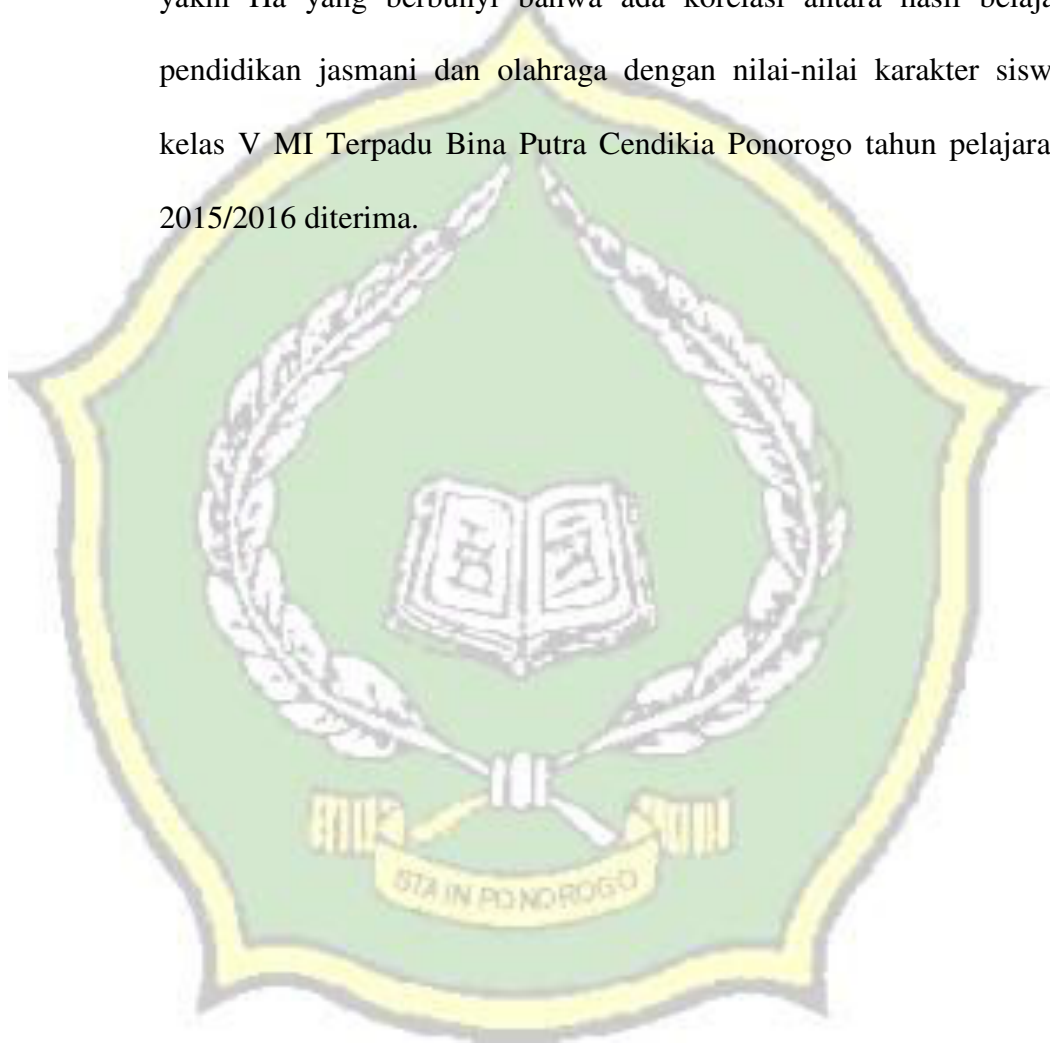 yakni Ha yang berbunyi bahwa ada korelasi antara hasil belaja
pendidikan jasmani dan olahraga dengan nilai-nilai karakter sisw
kelas V MI Terpadu Bina Putra Cendikia Ponorogo tahun pelajara
2015/2016 diterima.
STAIN PONOROGO